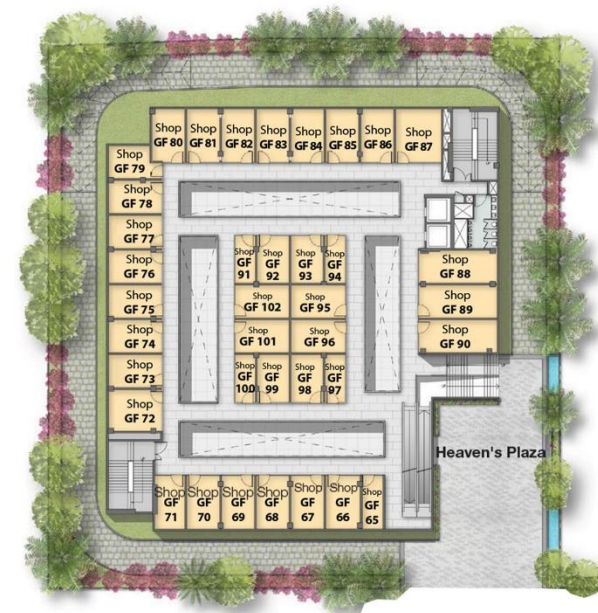 Shop
GF 80
Shop
GF 81
Shop
GF 82
Shop
GF 83
Shop
GF 84
Shop
GF 85
Shop
GF 86
Shop
GF 87
Shop
GF 79
Shop
GF 78
Shop
GF 77
Shop
GF 76
Shop
GF 75
Shop
GF 74
Shop
GF 73
Shop
GF 72
Shop
GF
91
Shop
GF
92
Shop
GF
93
Shop
GF
94
Shop
GF 102
Shop
GF 95
Shop
GF 101
Shop
GF 96
Shop
GF
100
Shop
GF
99
Shop
GF
98
Shop
GF
97
Shop
GF 88
Shop
GF 89
Shop
GF 90
Heaven's Plaza
Shop
GF
71
Shop
GF
70
Shop
GF
69
Shop
GF
68
Shop
GF
67
Shop
GF
66
Shop
GF
65